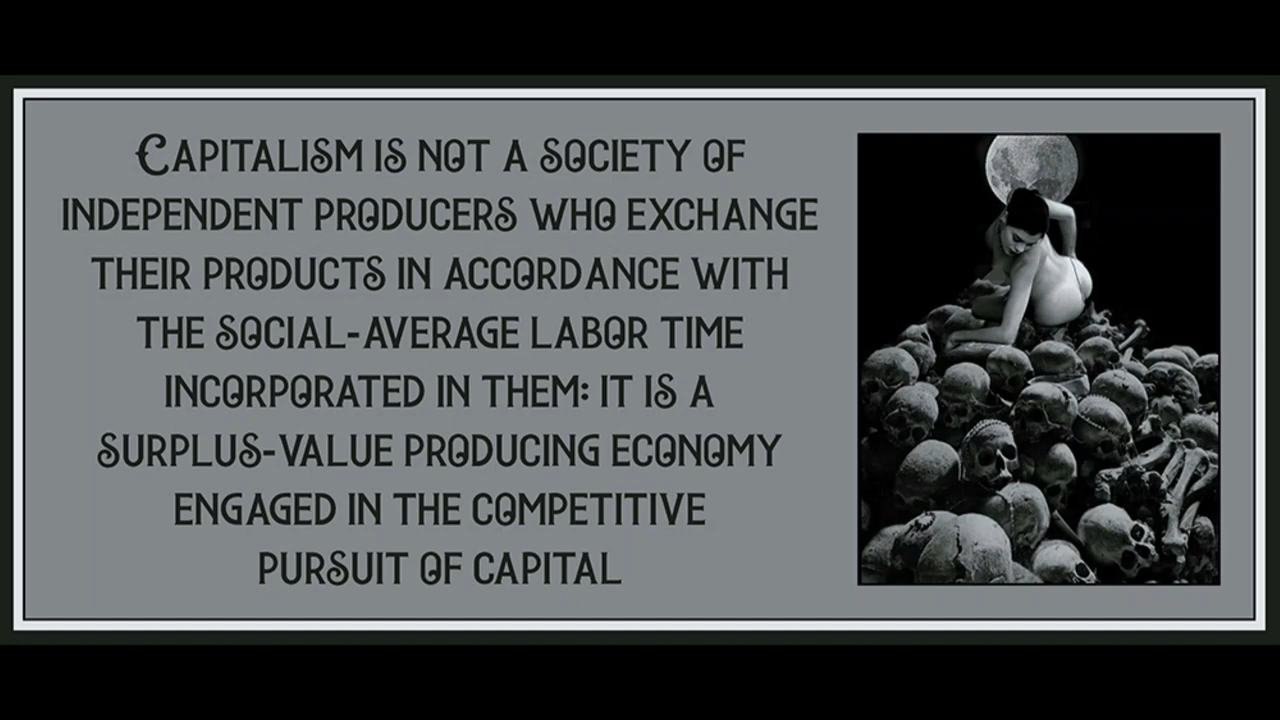 CAPITALISM IS NOT A SOCIETY OF
INDEPENDENT PRODUCERS WHO EXCHANGE
THEIR PRODUCTS IN ACCORDANCE WITH
THE SOCIAL-AVERAGE LABOR TIME
INCORPORATED IN THEM: IT IS A
SURPLUS-VALUE PRODUCING ECONOMY
ENGAGED IN THE COMPETITIVE
PURSUIT OF CAPITAL